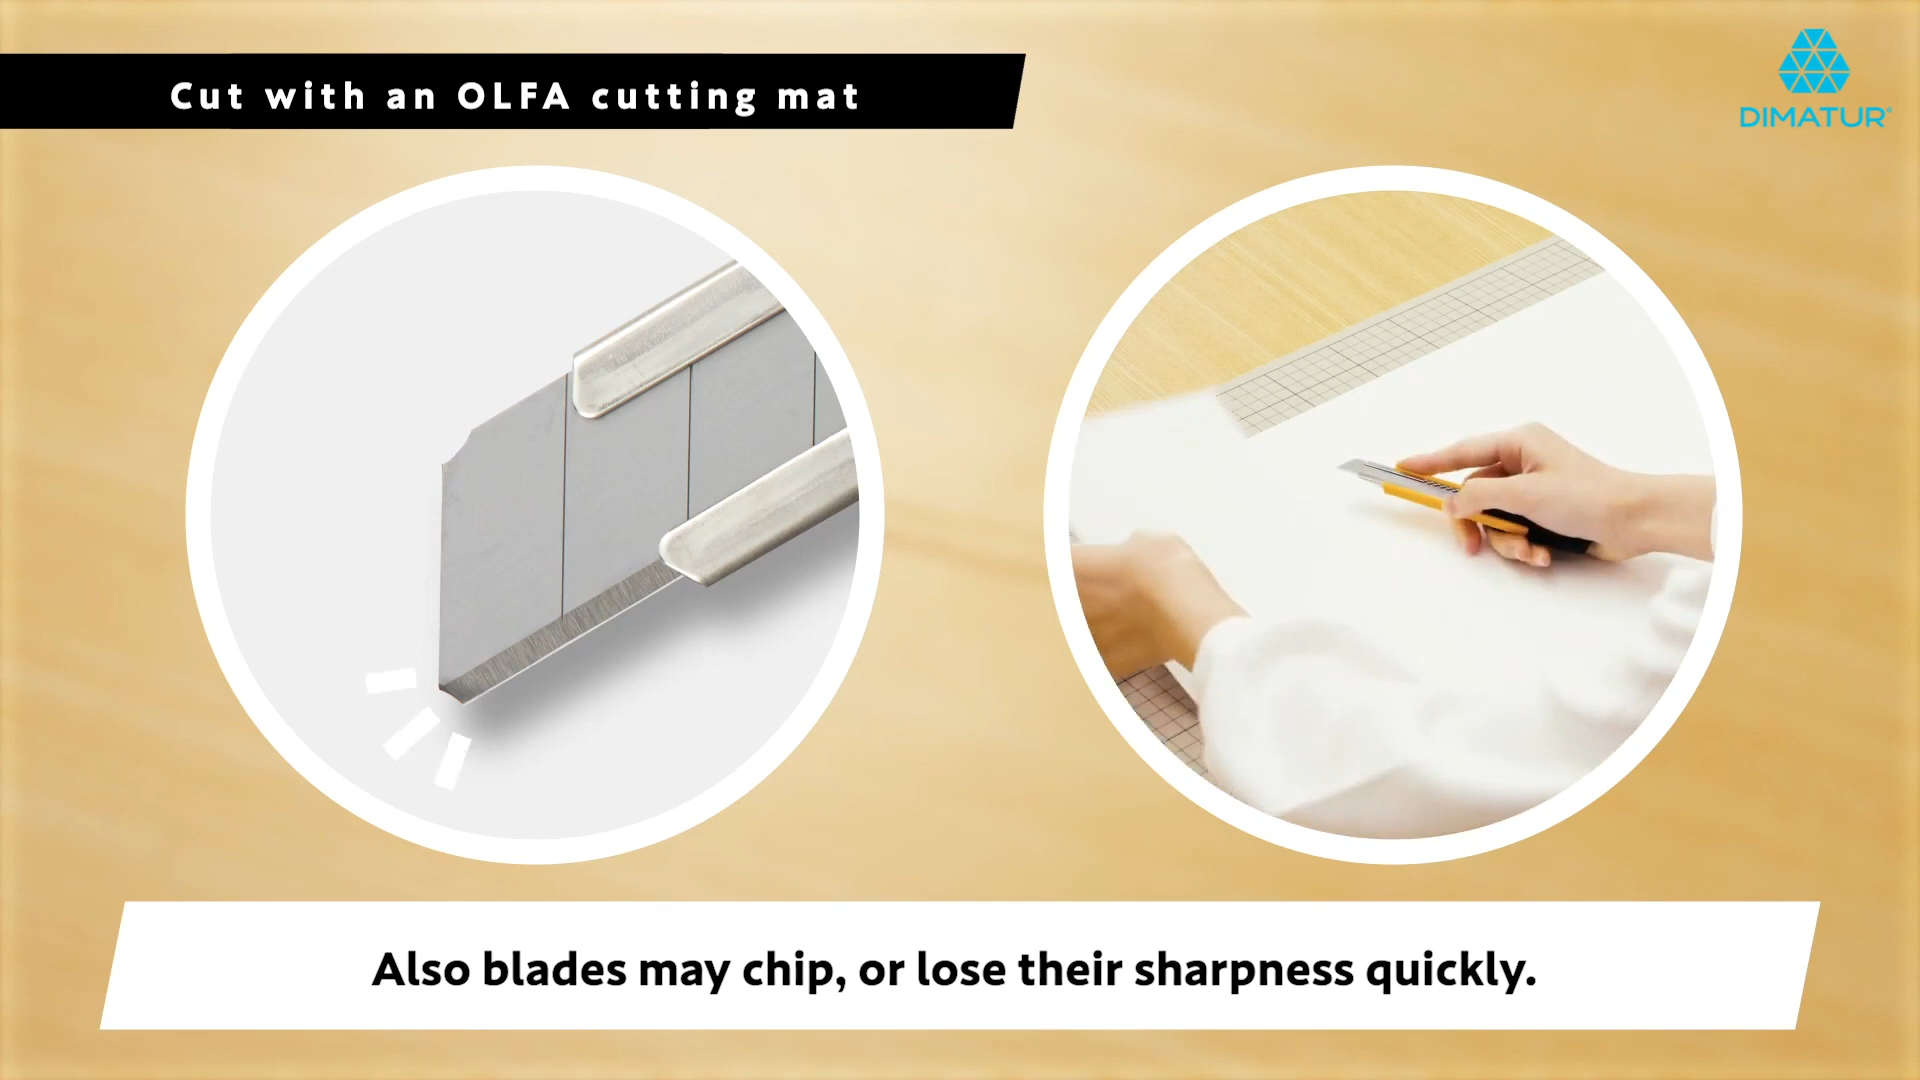 Cut with an OLFA cutting mat
DIMATUR®
Also blades may chip, or lose their sharpness quickly.